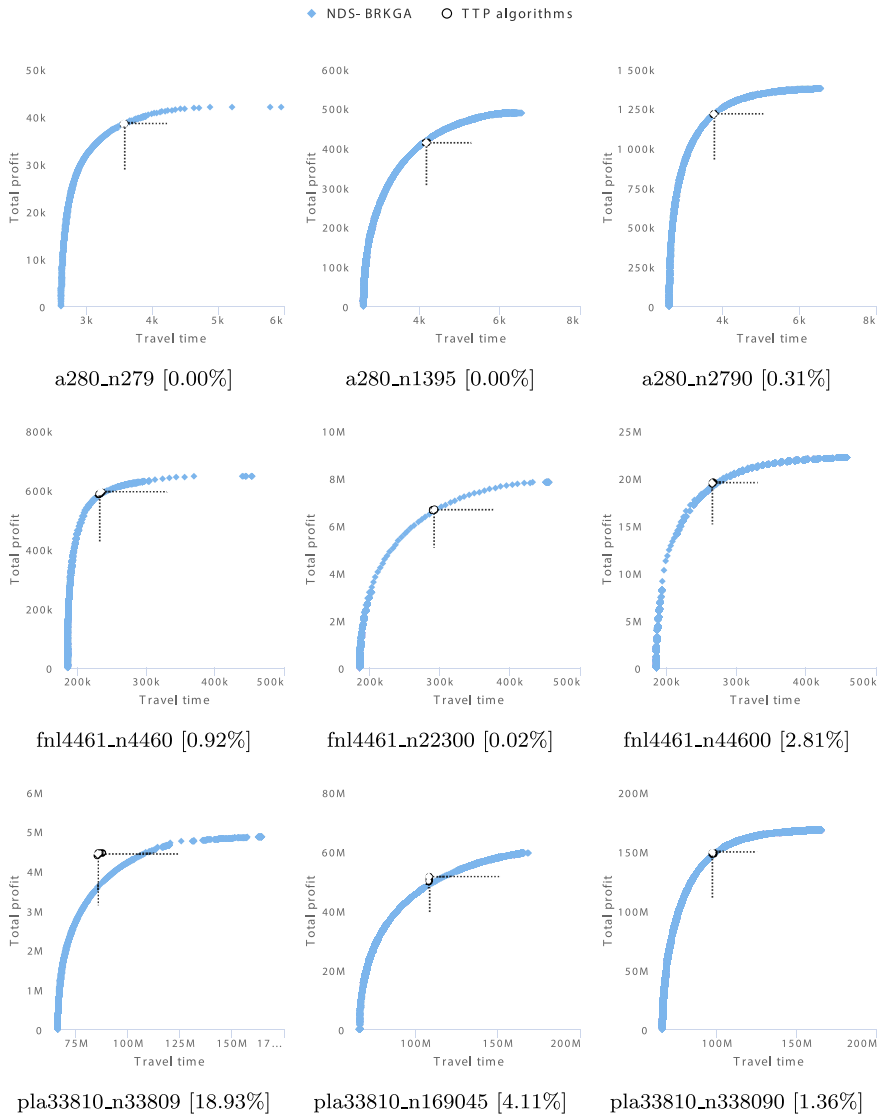 NDS-BRKGA TTP algorithms
50k
40k
30k
20k
10k
0
Total profit
3k 4k 5k 6k
Travel time
a280_n279 [0.00%]
600k
500k
400k
300k
200k
100k
0
Total profit
4k 6k 8k
Travel time
a280_n1395 [0.00%]
1 500k
1 250k
1 000k
750k
500k
250k
0
Total profit
4k 6k 8k
Travel time
a280_n2790 [0.31%]
800k
600k
400k
200k
0
Total profit
200k 300k 400k 500k
Travel time
fnl4461_n4460 [0.92%]
10M
8M
6M
4M
2M
0
Total profit
200k 300k 400k 500k
Travel time
fnl4461_n22300 [0.02%]
25M
20M
15M
10M
5M
0
Total profit
200k 300k 400k 500k
Travel time
fnl4461_n44600 [2.81%]
6M
5M
4M
3M
2M
1M
0
Total profit
75M 100M 125M 150M 17...
Travel time
pla33810_n33809 [18.93%]
80M
60M
40M
20M
0
Total profit
100M 150M 200M
Travel time
pla33810_n169045 [4.11%]
200M
150M
100M
50M
0
Total profit
100M 150M 200M
Travel time
pla33810_n338090 [1.36%]